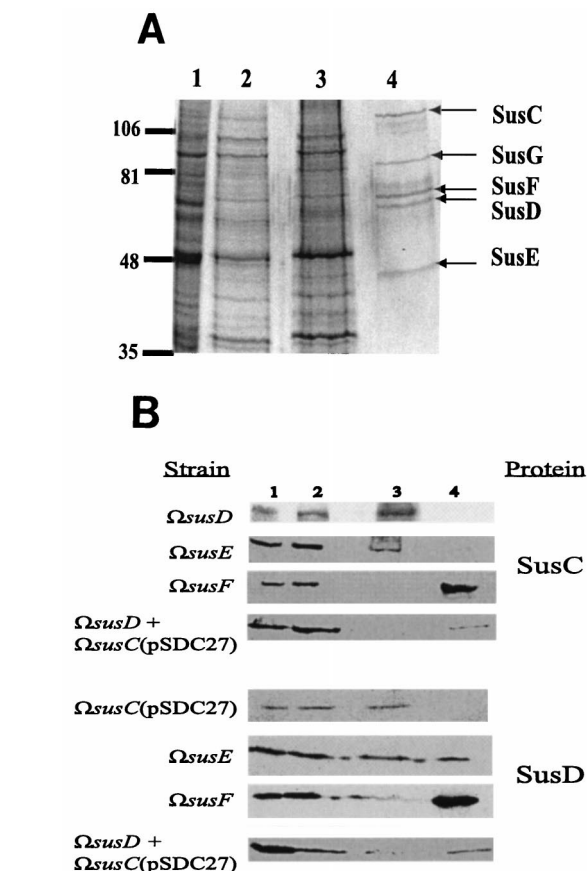 A
1 2 3 4
106
81
48
35
SusC
SusG
SusF
SusD
SusE
B
Strain
Protein
1 2 3 4
ΩsusD
ΩsusE
ΩsusF
ΩsusD +
ΩsusC(pSDC27)
SusC
ΩsusC(pSDC27)
ΩsusE
ΩsusF
ΩsusD +
ΩsusC(pSDC27)
SusD